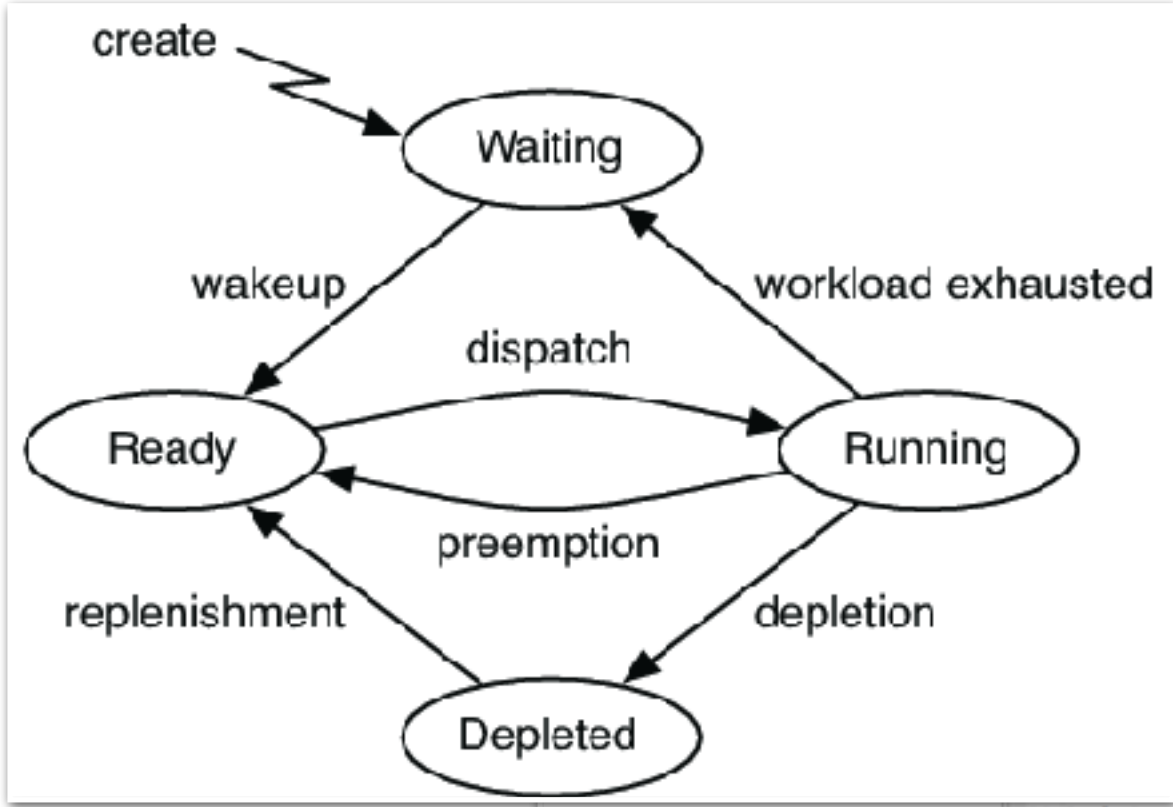 create
Waiting
wakeup
workload exhausted
dispatch
Ready
Running
preemption
replenishment
depletion
Depleted